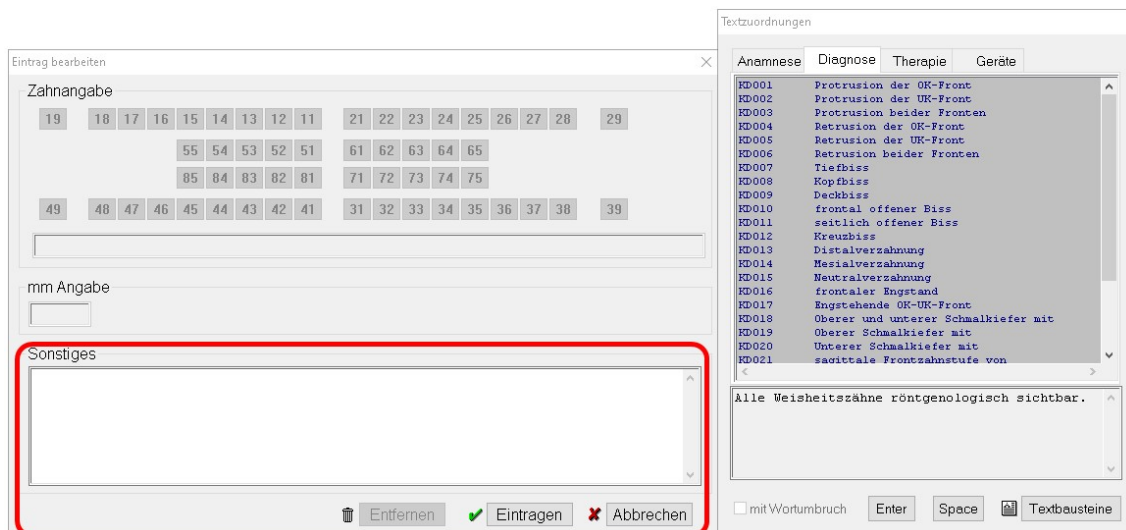 Eintrag bearbeiten
Zahnangabe
19 18 17 16 15 14 13 12 11 21 22 23 24 25 26 27 28 29
55 54 53 52 51 61 62 63 64 65
85 84 83 82 81 71 72 73 74 75
49 48 47 46 45 44 43 42 41 31 32 33 34 35 36 37 38 39
mm Angabe
Sonstiges
Entfernen Eintragen Abbrechen
Textzuordnungen
Anamnese Diagnose Therapie Geräte
KD001 Protrusion der OK-Front
KD002 Protrusion der UK-Front
KD003 Protrusion beider Fronten
KD004 Retrusion der OK-Front
KD005 Retrusion der UK-Front
KD006 Retrusion beider Fronten
KD007 Tiefbiss
KD008 Kopfbiss
KD009 Deckbiss
KD010 frontal offener Biss
KD011 seitlich offener Biss
KD012 Kreuzbiss
KD013 Distalverzahnung
KD014 Mesialverzahnung
KD015 Neutralverzahnung
KD016 frontaler Engstand
KD017 Engstehende OK-UK-Front
KD018 Oberer und unterer Schmalkiefer mit
KD019 Oberer Schmalkiefer mit
KD020 Unterer Schmalkiefer mit
KD021 sagittale Frontzahnstufe von
Alle Weisheitszähne röntgenologisch sichtbar.
mit Wortumbruch Enter Space Textbausteine